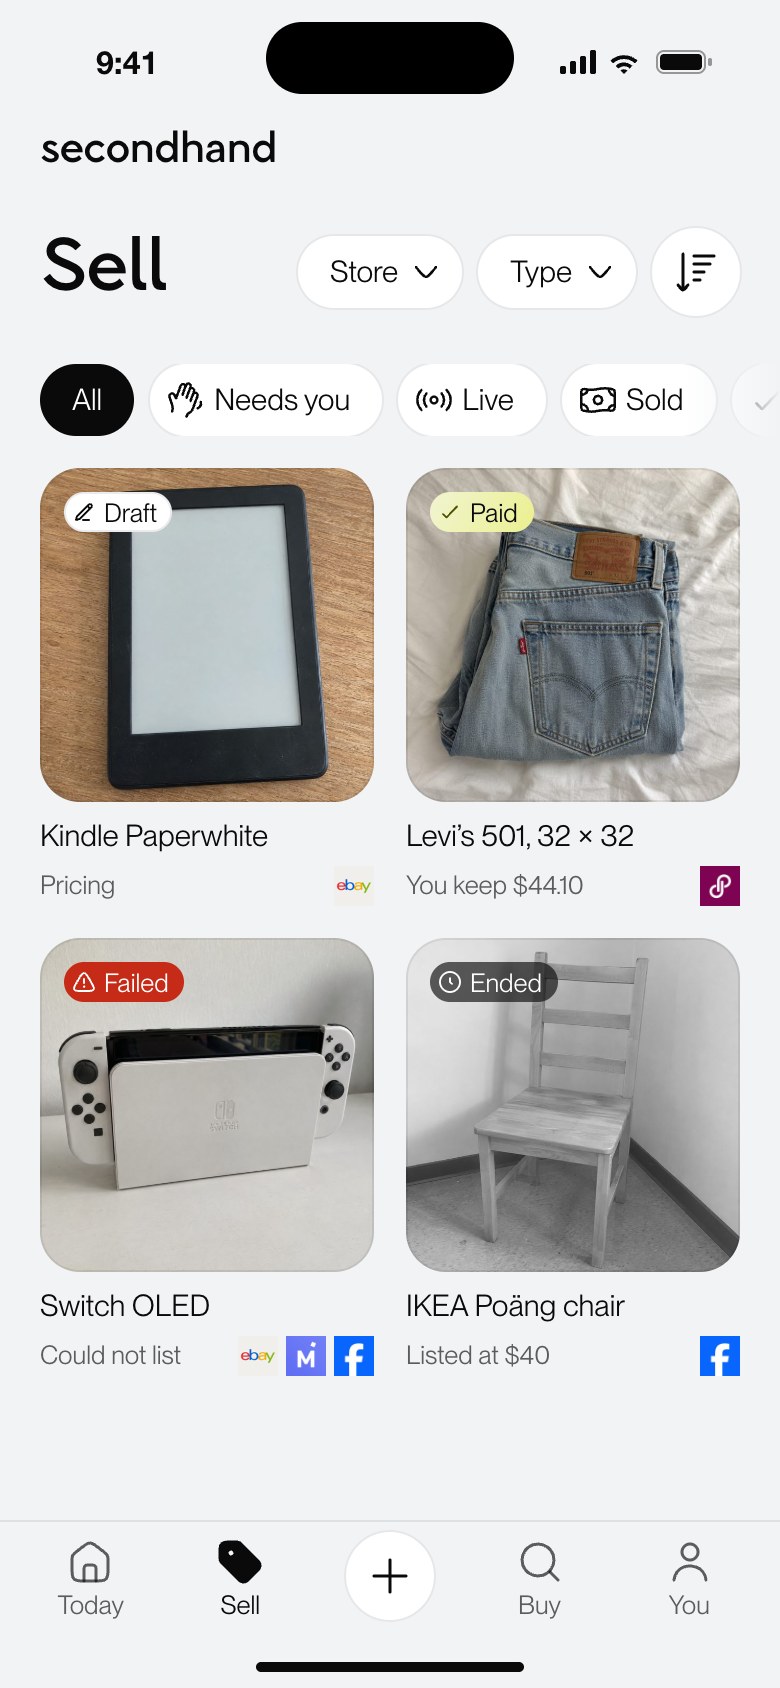 9:41
secondhand
Sell
Store
Type
All
Needs you
Live
Sold
Draft
Paid
Kindle Paperwhite
Levi's 501, 32 × 32
Pricing
ebay
You keep $44.10
Failed
Ended
Switch OLED
IKEA Poäng chair
Could not list
ebay
Listed at $40
Today
Sell
Buy
You